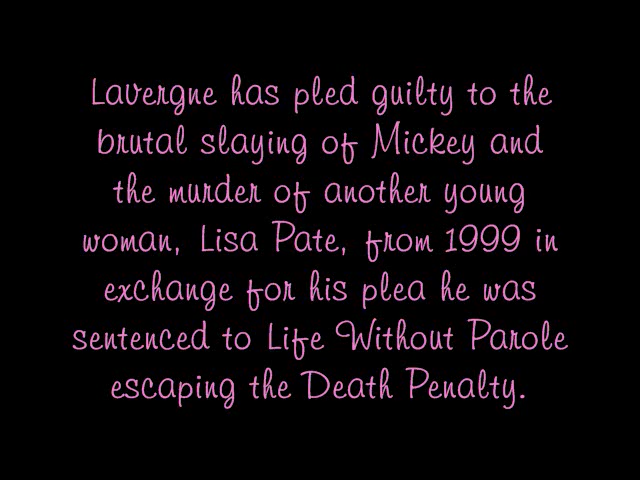 Lavergne has pled guilty to the
brutal slaying of Mickey and
the murder of another young
woman, Lisa Pate, from 1999 in
exchange for his plea he was
sentenced to Life Without Parole
escaping the Death Penalty.